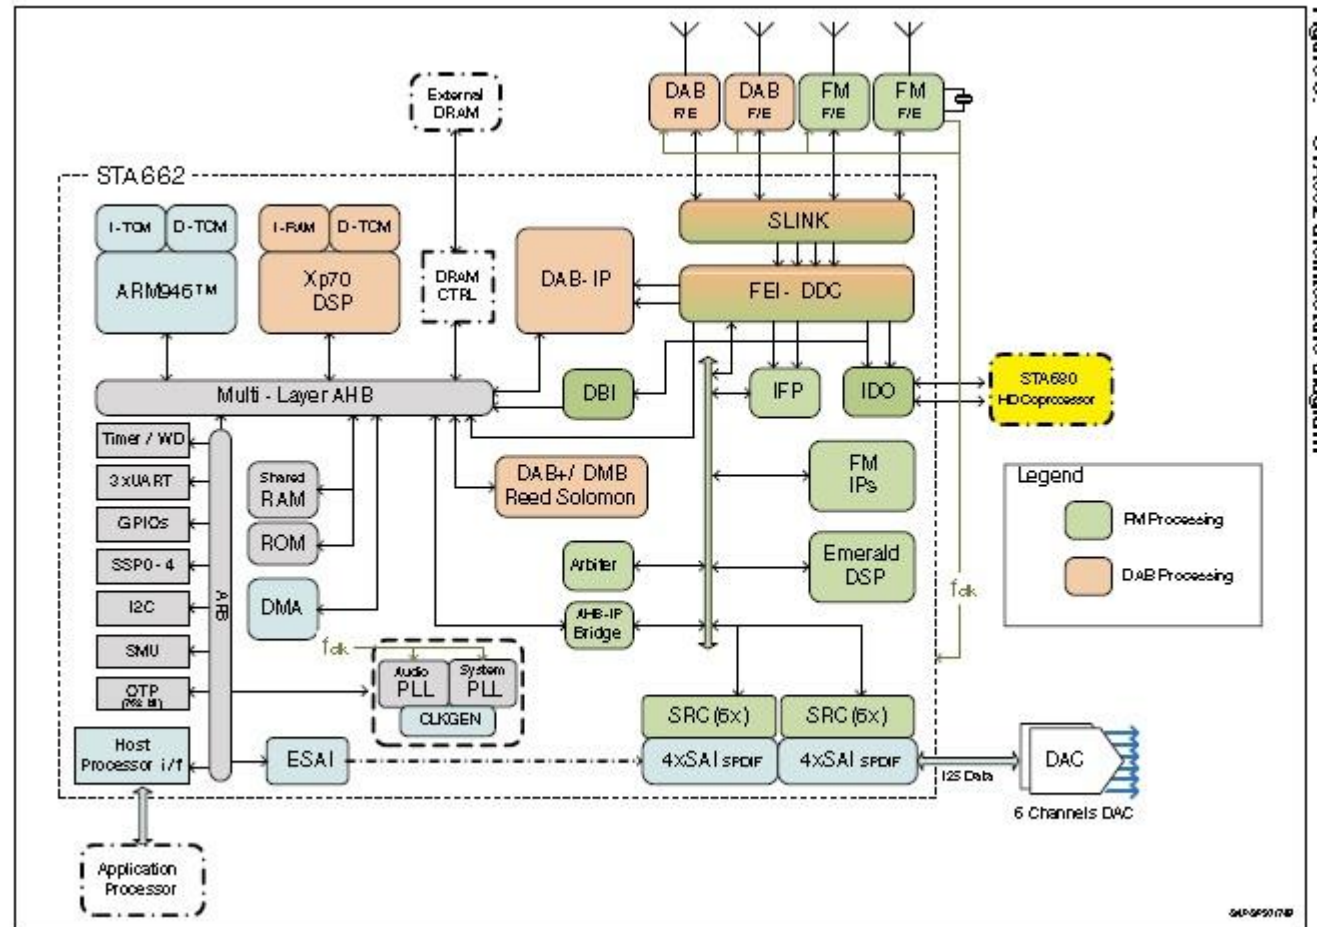 DAB
F/E
DAB
F/E
FM
F/E
FM
F/E
External
DRAM
STA662
I-TCM
D-TCM
I-RAM
D-TCM
SLINK
ARM946™
Xp70
DSP
DRAM
CTRL
DAB-IP
FEI-DDC
Multi-Layer AHB
DBI
IFP
IDO
STA680
HD Coprocessor
Timer / WD
3xUART
GPIOs
SSP0-4
I2C
SMU
OTP
Shared
RAM
ROM
DMA
DAB+/ DMB
Reed Solomon
FM
IPs
Arbiter
Emerald
DSP
AHB-IP
Bridge
Legend
FM Processing
DAB Processing
fclk
fclk
Audio
PLL
System
PLL
CLKGEN
SRC(6x)
SRC(6x)
Host
Processor i/f
ESAI
4xSAI SPDIF
4xSAI SPDIF
I2S Data
DAC
6 Channels DAC
Application
Processor